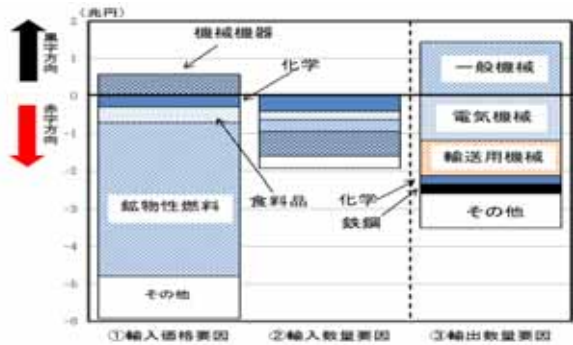 (兆円)
黒字方向
赤字方向
2
1
0
-1
-2
-3
-4
-5
-6
機械機器
化学
食料品
鉱物性燃料
その他
一般機械
電気機械
輸送用機械
化学
鉄鋼
その他
①輸入価格要因
②輸入数量要因
③輸出数量要因